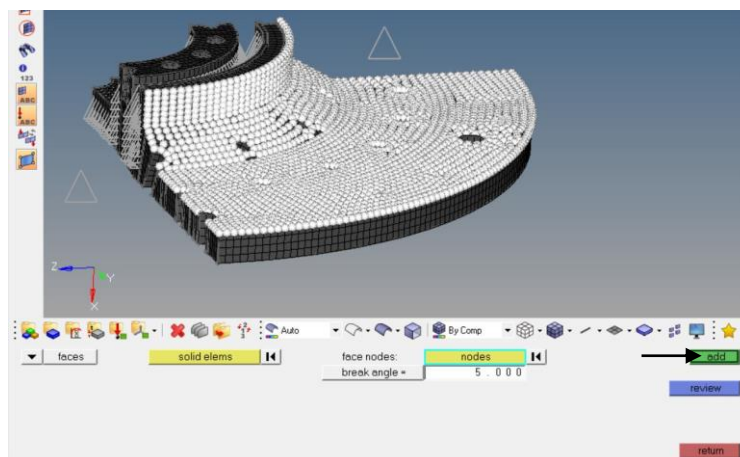 123
ABC
ABC
Z
Y
X
Auto
By Comp
faces
solid elems
face nodes:
nodes
add
break angle =
5.000
review
return